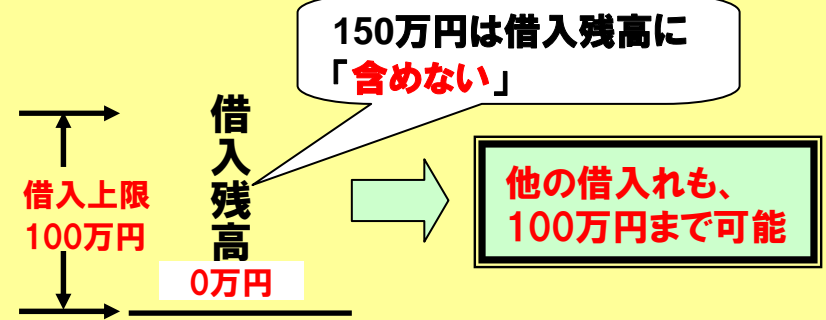 150万円は借入残高に
「含めない」
借入残高
借入上限
100万円
0万円
他の借入れも、
100万円まで可能